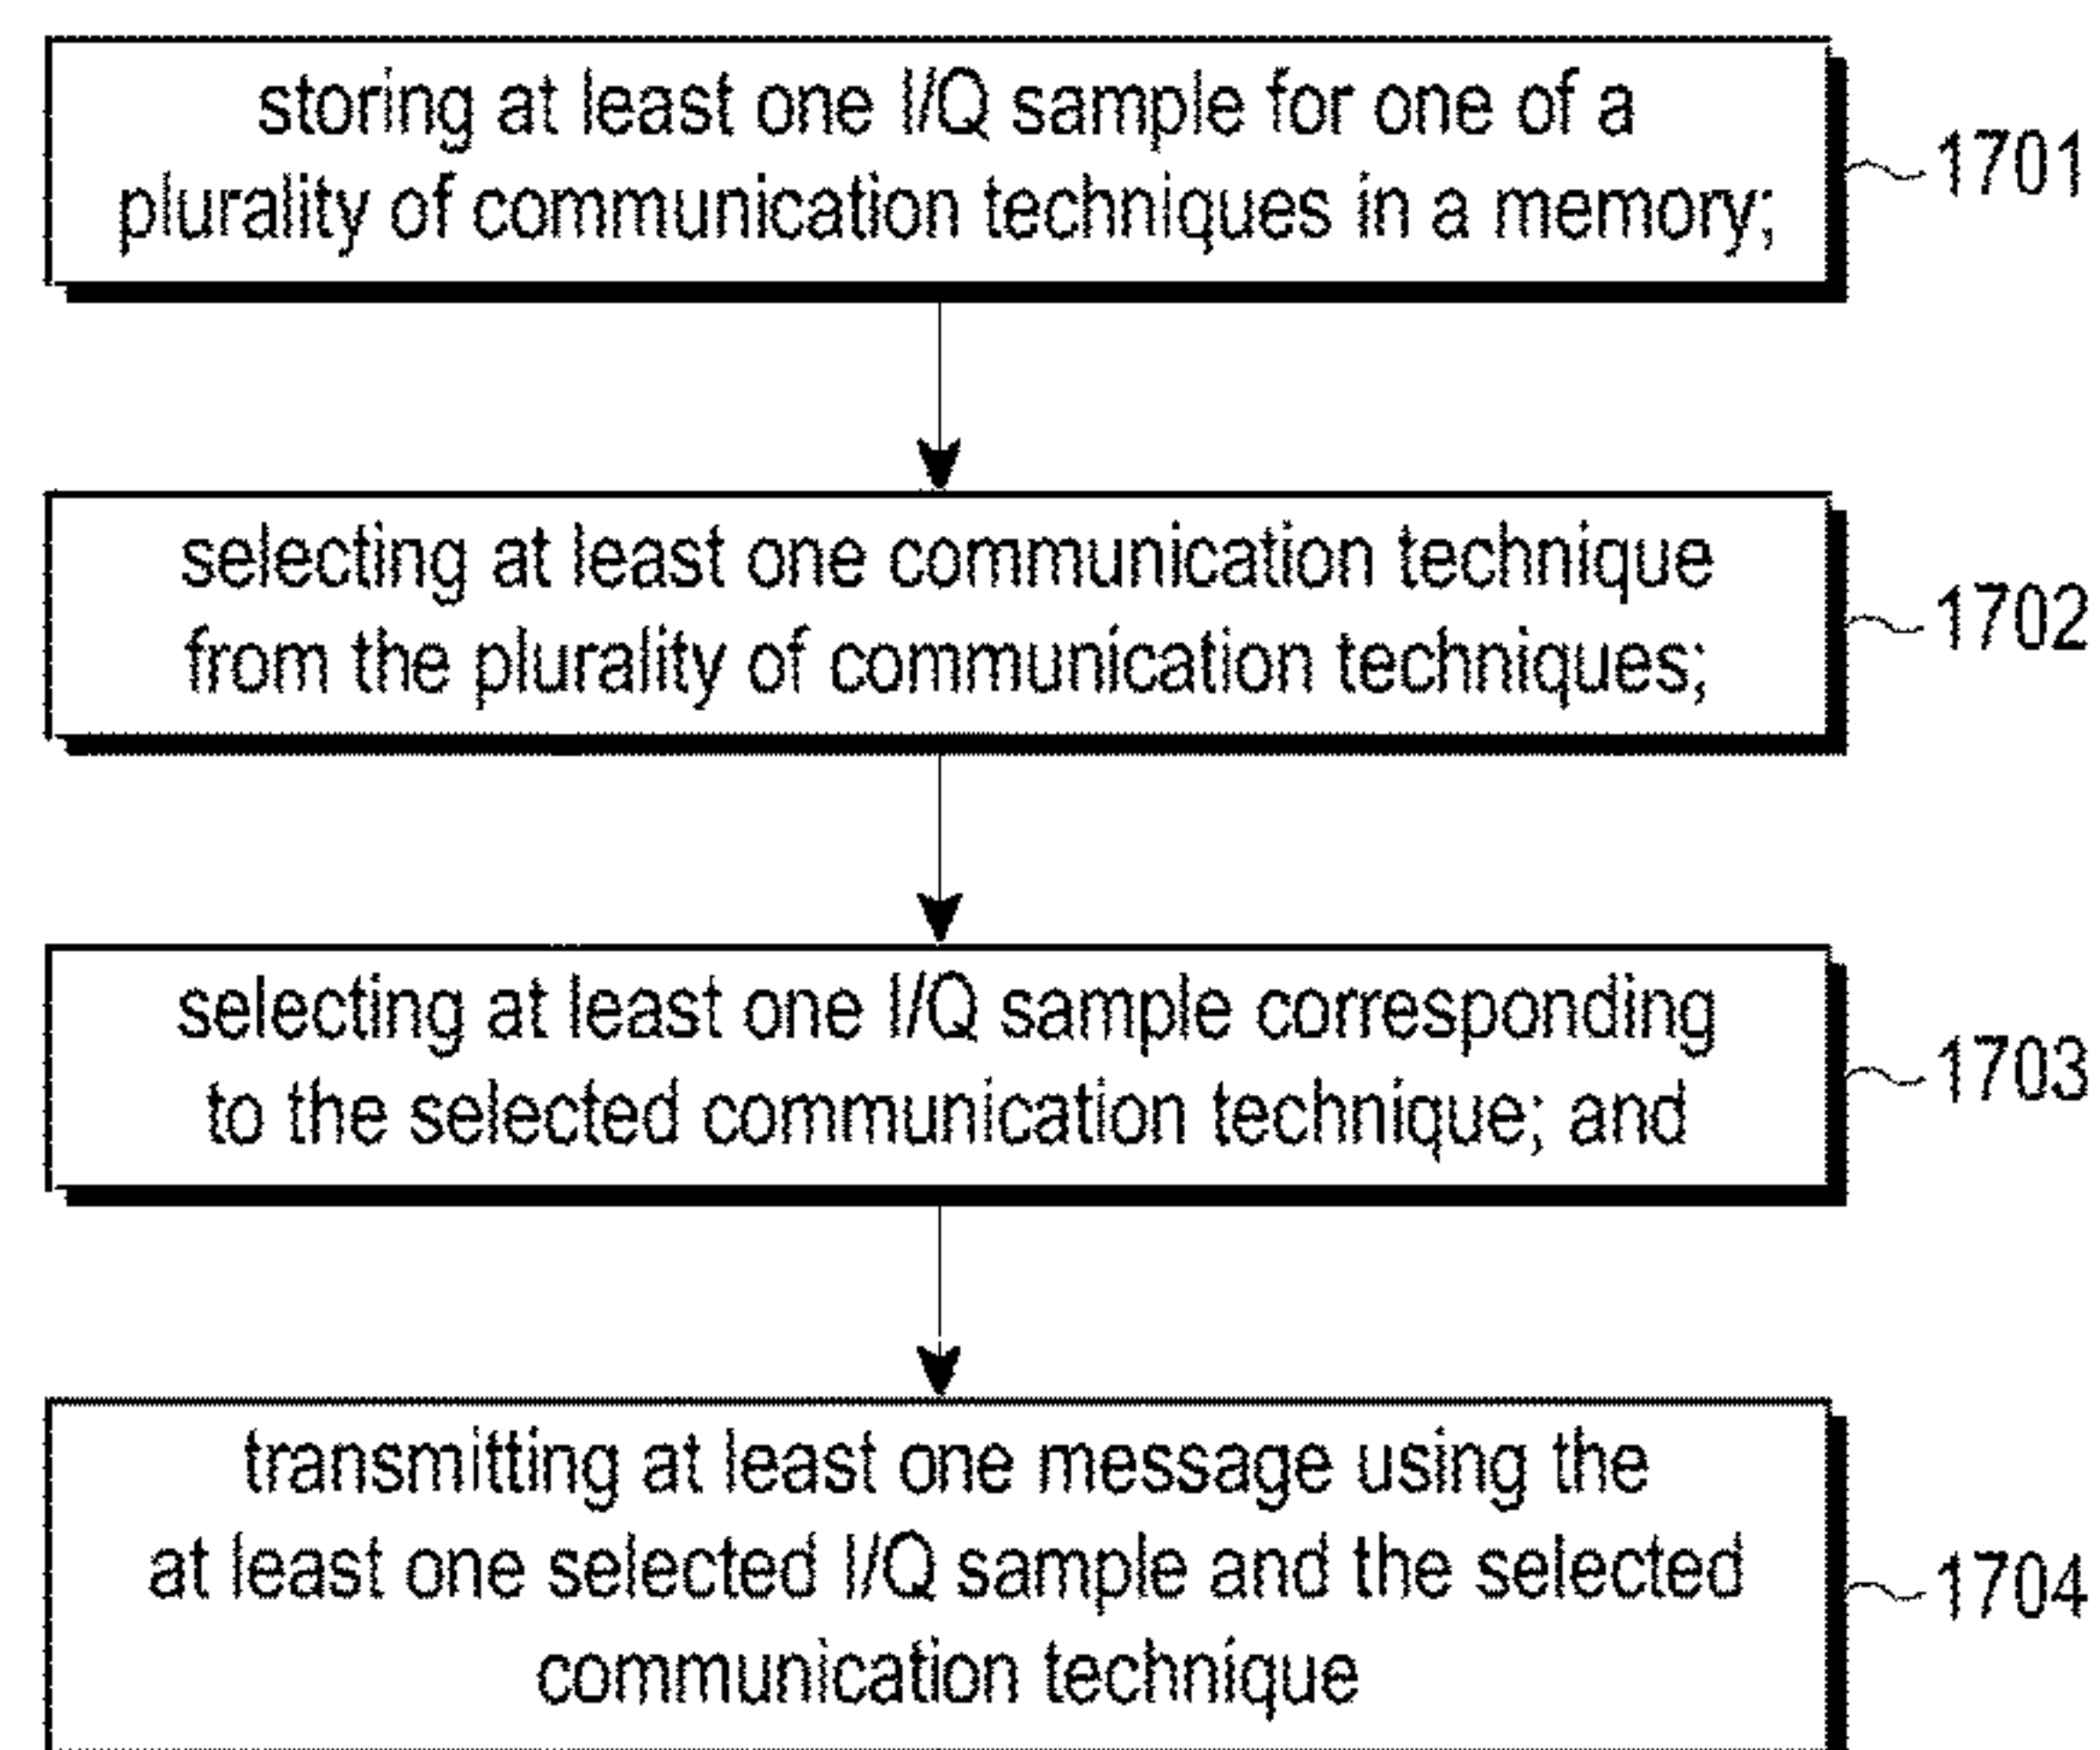 storing at least one I/Q sample for one of a
plurality of communication techniques in a memory;
1701
selecting at least one communication technique
from the plurality of communication techniques;
1702
selecting at least one I/Q sample corresponding
to the selected communication technique; and
1703
transmitting at least one message using the
at least one selected I/Q sample and the selected
communication technique
1704